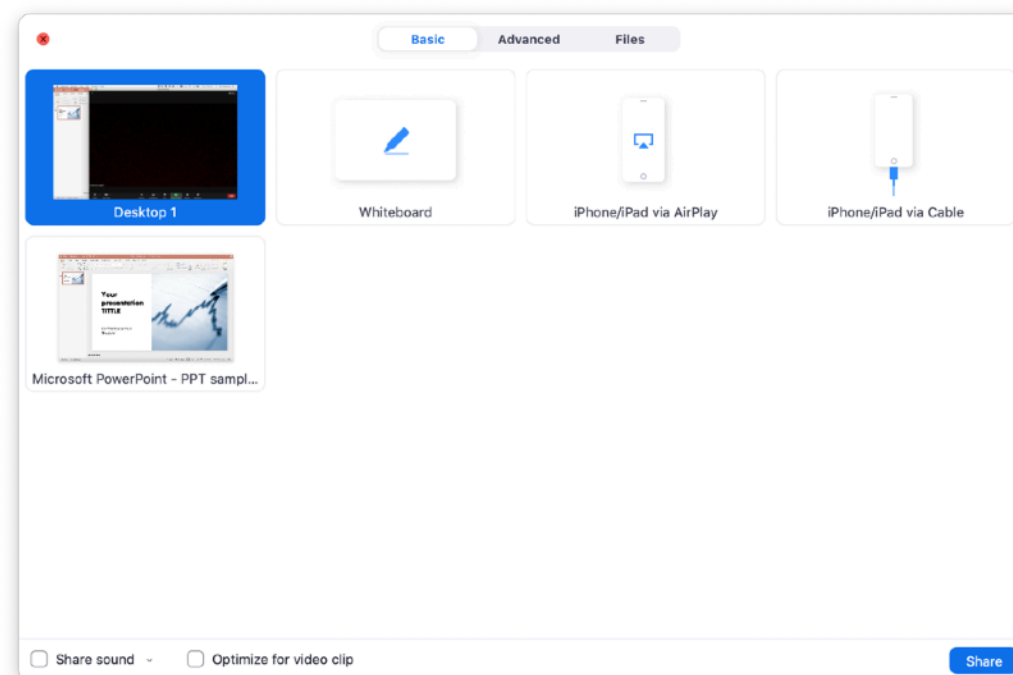 Basic Advanced Files
Desktop 1 Whiteboard iPhone/iPad via AirPlay iPhone/iPad via Cable
Your
presentation
TITTLE
Microsoft PowerPoint - PPT sampl...
Share sound Optimize for video clip Share